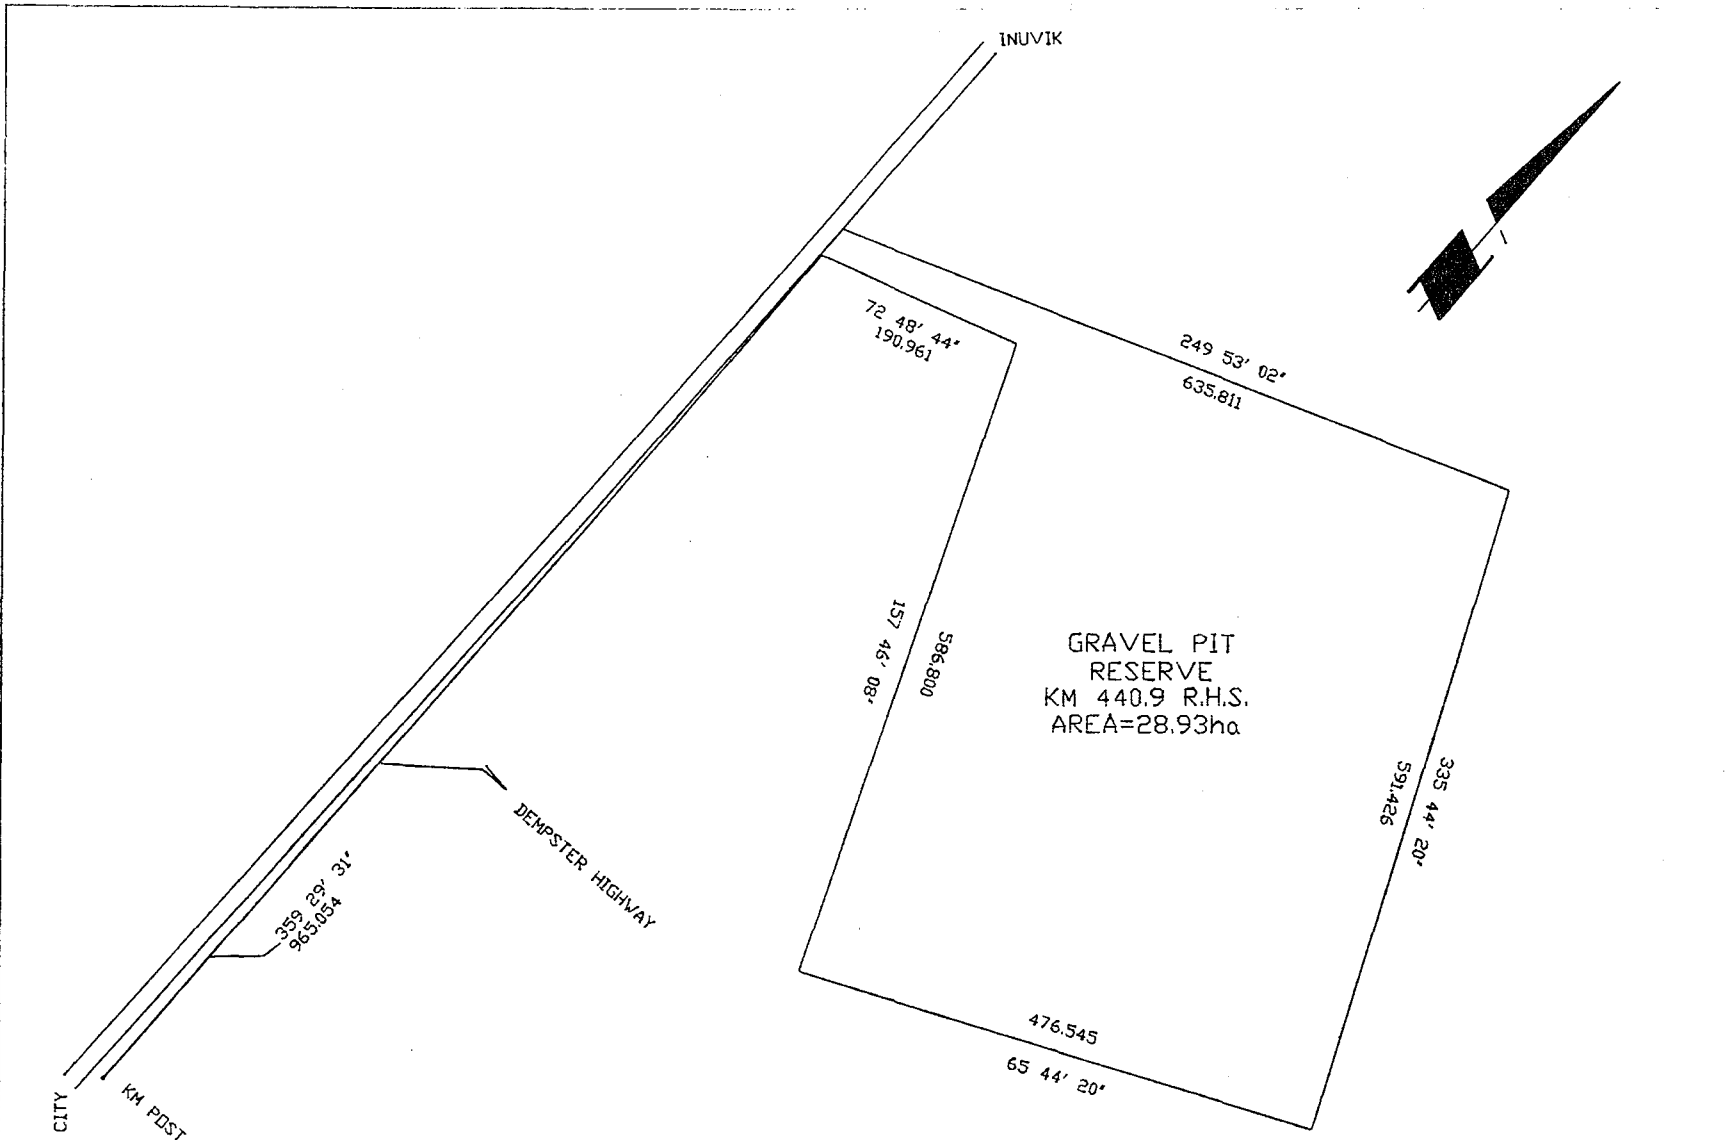 INUVIK
72 48' 44"
190.961
249 53' 02"
635.811
157 46' 08"
586.800
GRAVEL PIT
RESERVE
KM 440.9 R.H.S.
AREA=28.93ha
335 44' 20"
591.426
DEMPSTER HIGHWAY
359 29' 31"
965.054
476.545
65 44' 20"
CITY
KM POST